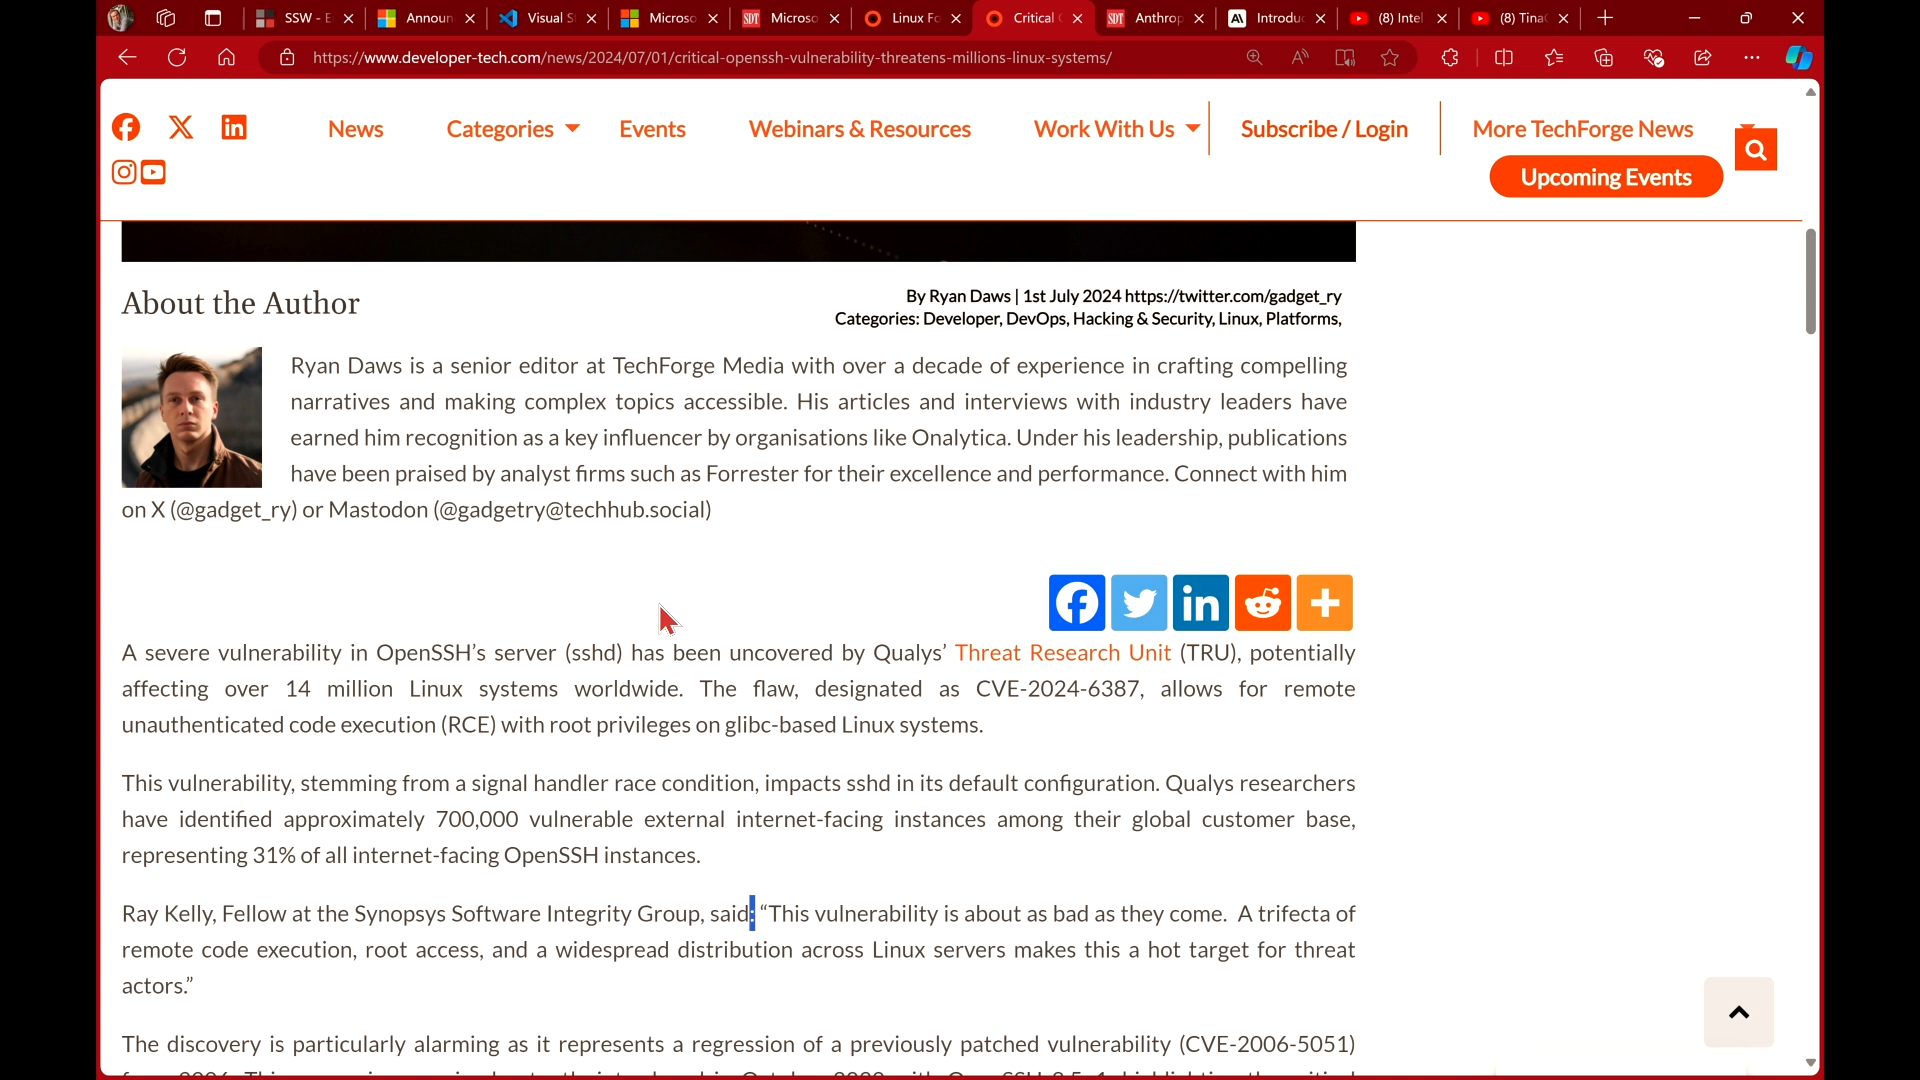 SSW - E
Announ
Visual S
Microso
SDT
Microso
Linux Fo
Critical
SDT
Anthrop
A\
Introduc
(8) Intel
(8) Tina
https://www.developer-tech.com/news/2024/07/01/critical-openssh-vulnerability-threatens-millions-linux-systems/
News
Categories
Events
Webinars & Resources
Work With Us
Subscribe / Login
More TechForge News
Upcoming Events
About the Author
By Ryan Daws | 1st July 2024 https://twitter.com/gadget_ry
Categories: Developer, DevOps, Hacking & Security, Linux, Platforms,
Ryan Daws is a senior editor at TechForge Media with over a decade of experience in crafting compelling
narratives and making complex topics accessible. His articles and interviews with industry leaders have
earned him recognition as a key influencer by organisations like Onalytica. Under his leadership, publications
have been praised by analyst firms such as Forrester for their excellence and performance. Connect with him
on X (@gadget_ry) or Mastodon (@gadgetry@techhub.social)
A severe vulnerability in OpenSSH’s server (sshd) has been uncovered by Qualys’ Threat Research Unit (TRU), potentially
affecting over 14 million Linux systems worldwide. The flaw, designated as CVE-2024-6387, allows for remote
unauthenticated code execution (RCE) with root privileges on glibc-based Linux systems.
This vulnerability, stemming from a signal handler race condition, impacts sshd in its default configuration. Qualys researchers
have identified approximately 700,000 vulnerable external internet-facing instances among their global customer base,
representing 31% of all internet-facing OpenSSH instances.
Ray Kelly, Fellow at the Synopsys Software Integrity Group, said: “This vulnerability is about as bad as they come. A trifecta of
remote code execution, root access, and a widespread distribution across Linux servers makes this a hot target for threat
actors.”
The discovery is particularly alarming as it represents a regression of a previously patched vulnerability (CVE-2006-5051)